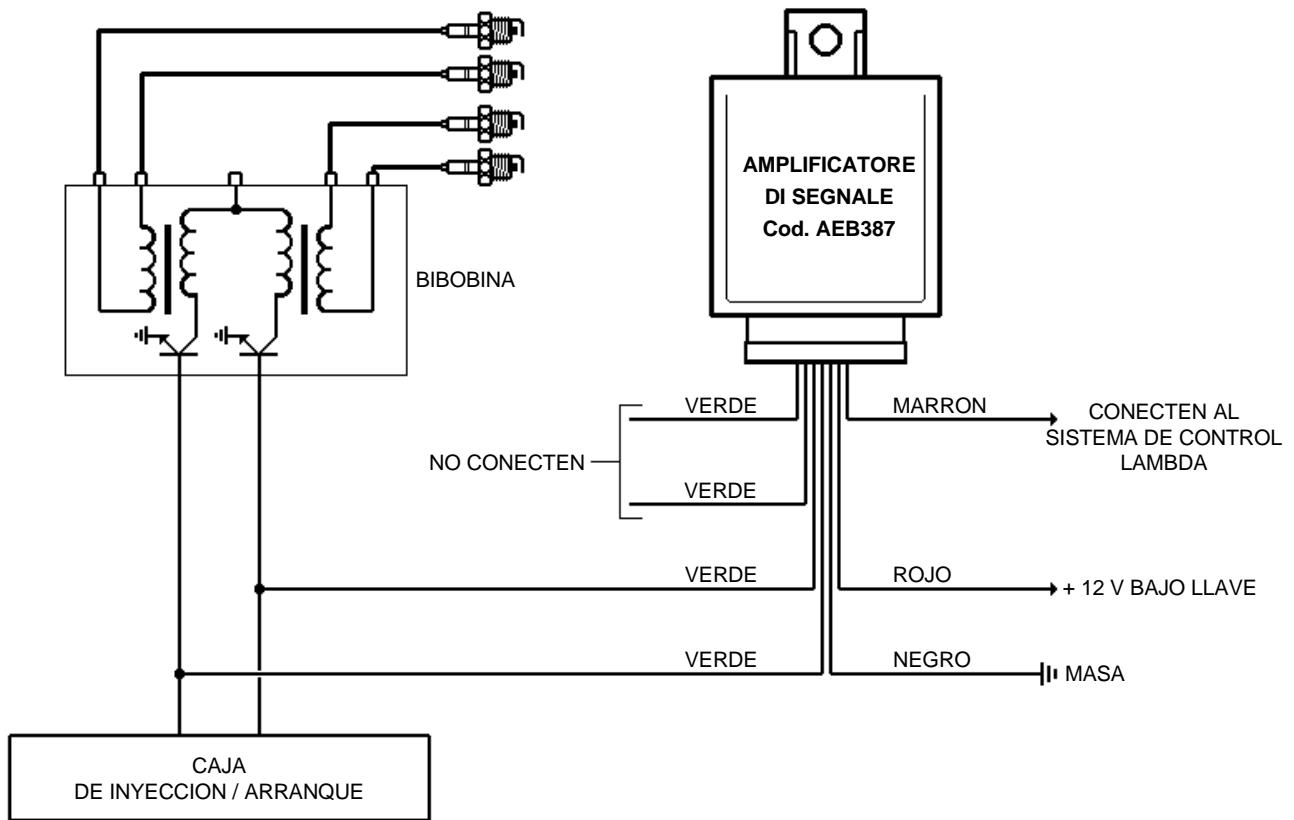 AMPLIFICATORE
DI SEGNALE
Cod. AEB387
BIBOBINA
VERDE
MARRON
CONECTEN AL
SISTEMA DE CONTROL
LAMBDA
NO CONECTEN
VERDE
VERDE
ROJO
+ 12 V BAJO LLAVE
VERDE
NEGRO
MASA
CAJA
DE INYECCION / ARRANQUE